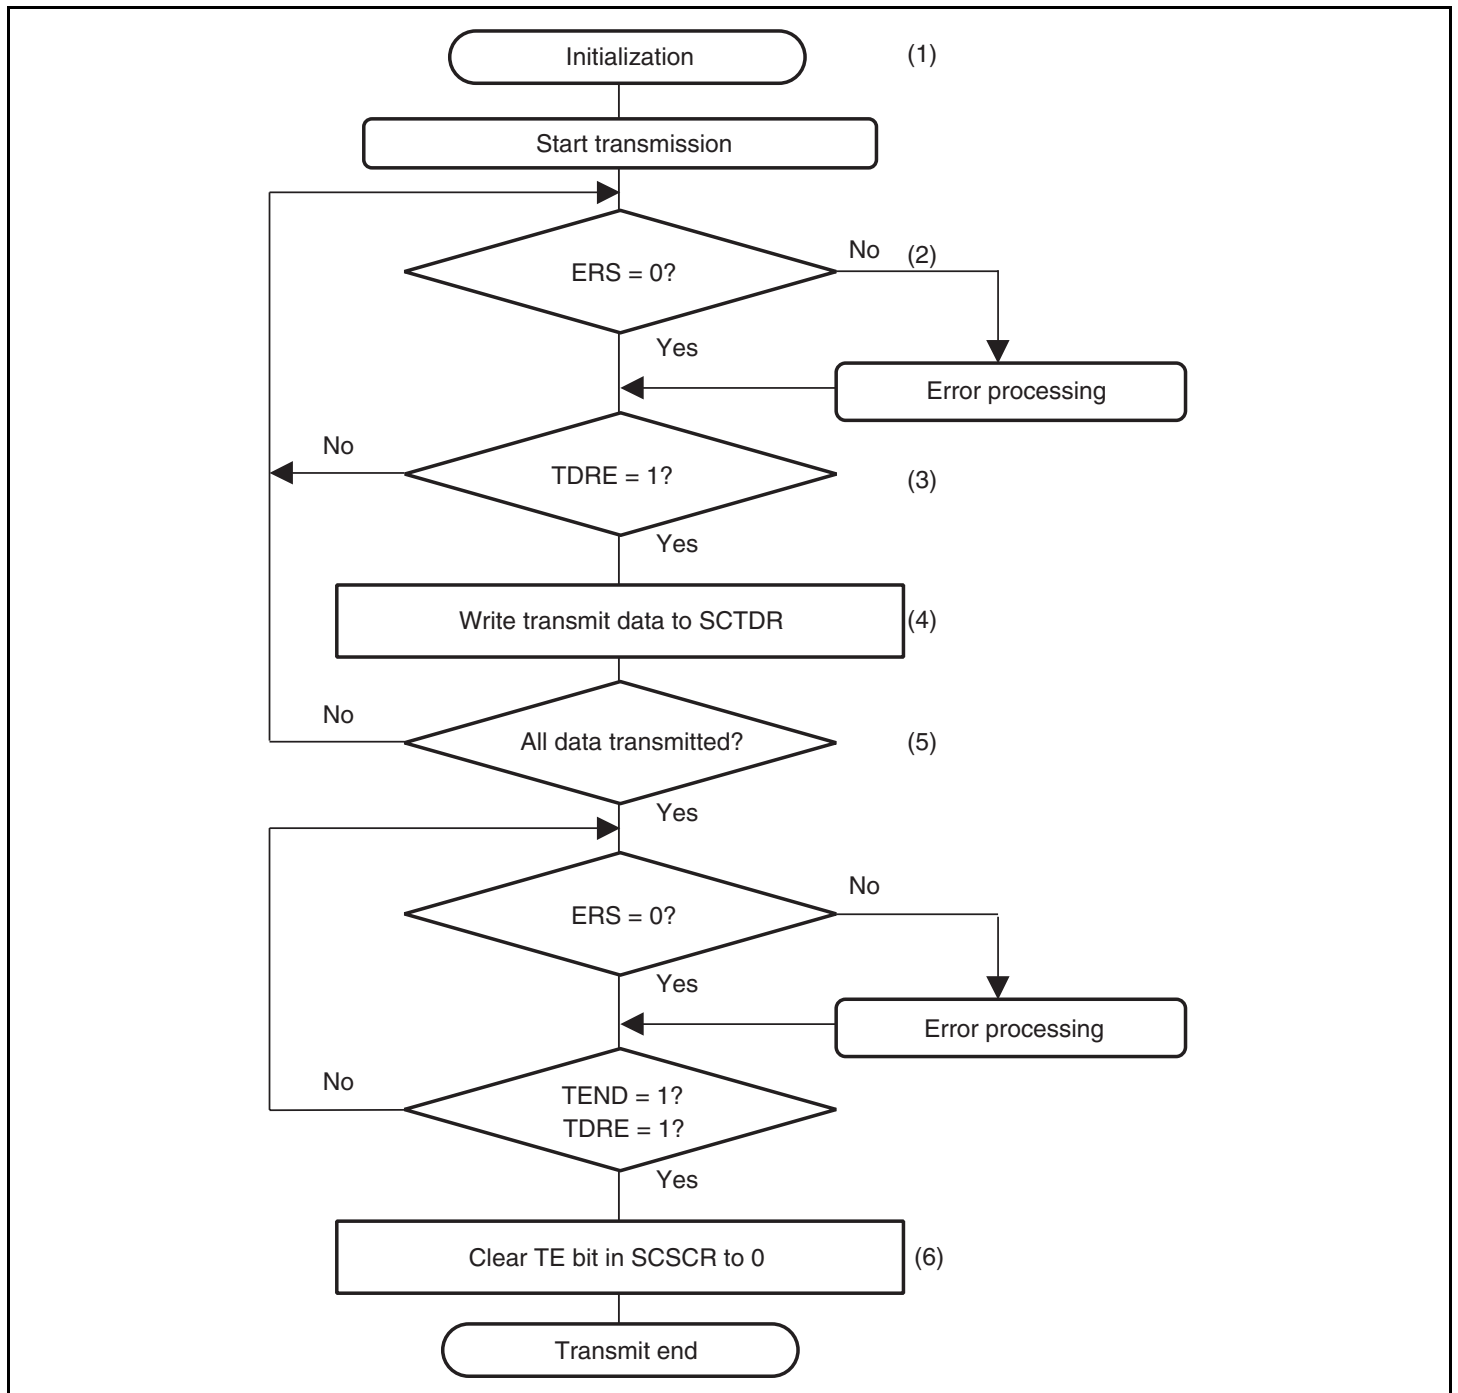 Initialization
(1)
Start transmission
ERS = 0?
No
(2)
Yes
Error processing
No
TDRE = 1?
(3)
Yes
Write transmit data to SCTDR
(4)
No
All data transmitted?
(5)
Yes
ERS = 0?
No
Yes
Error processing
No
TEND = 1?
TDRE = 1?
Yes
Clear TE bit in SCSCR to 0
(6)
Transmit end